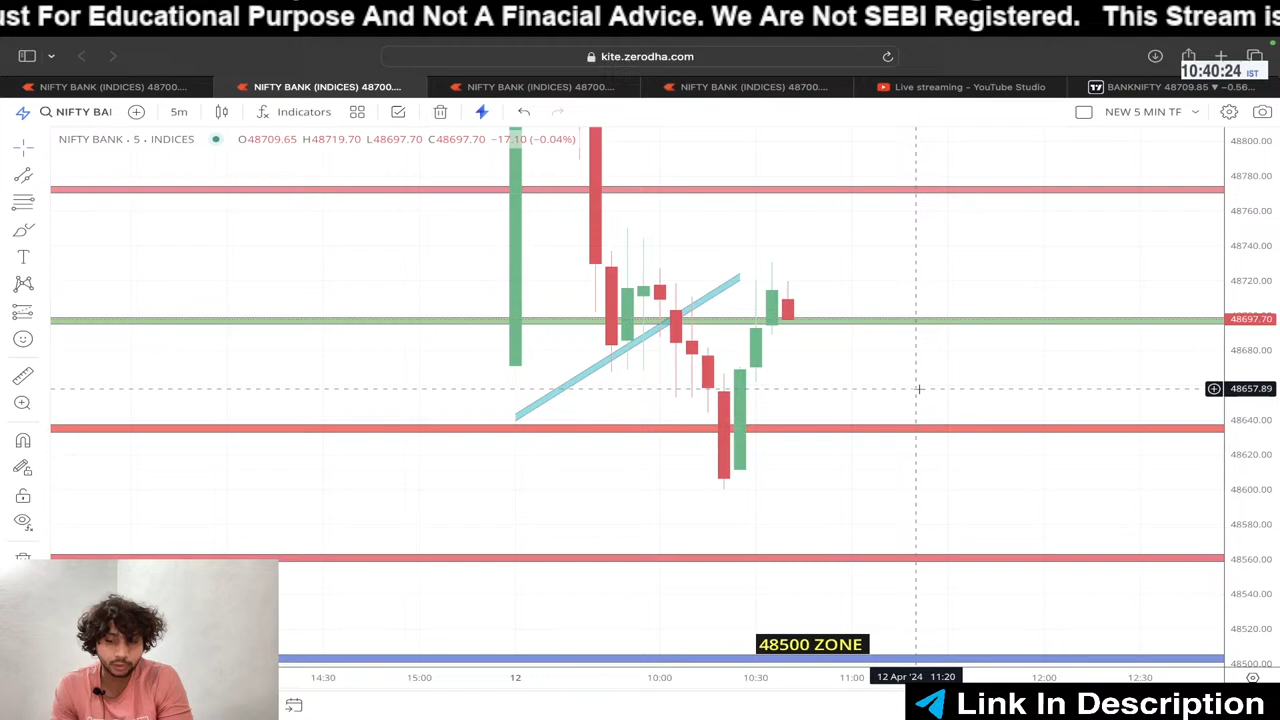 ust For Educational Purpose And Not A Finacial Advice. We Are Not SEBI Registered. This Stream is
kite.zerodha.com
10:40:24 IST
NIFTY BANK (INDICES) 48700....
NIFTY BANK (INDICES) 48700....
NIFTY BANK (INDICES) 48700....
NIFTY BANK (INDICES) 48700....
Live streaming - YouTube Studio
BANKNIFTY 48709.85 ▼ −0.56...
NIFTY BAI
5m
Indicators
NEW 5 MIN TF
NIFTY BANK · 5 · INDICES
O48709.65 H48719.70 L48697.70 C48697.70 −17.10 (−0.04%)
48800.00
48780.00
48760.00
48740.00
48720.00
48697.70
48680.00
48657.89
48640.00
48620.00
48600.00
48580.00
48560.00
48540.00
48520.00
48500.00
48500 ZONE
14:30
15:00
12
10:00
10:30
11:00
12 Apr '24 11:20
12:00
12:30
Link In Description